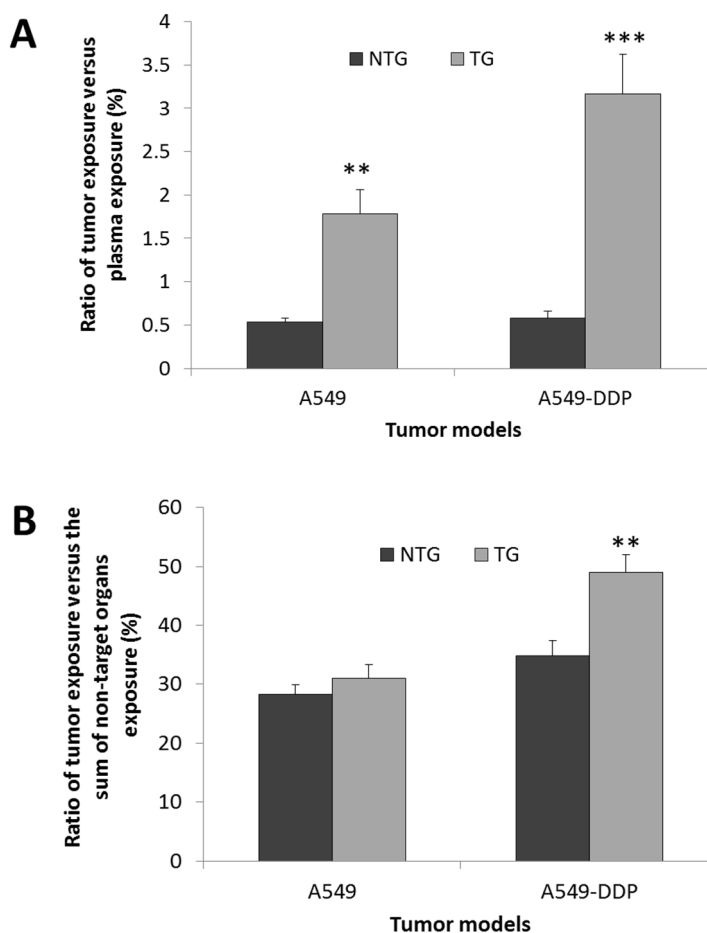 A
Ratio of tumor exposure versus
plasma exposure (%)
4
3.5
3
2.5
2
1.5
1
0.5
0
NTG TG
**
***
A549 A549-DDP
Tumor models
B
Ratio of tumor exposure versus the
sum of non-target organs
exposure (%)
60
50
40
30
20
10
0
NTG TG
**
A549 A549-DDP
Tumor models